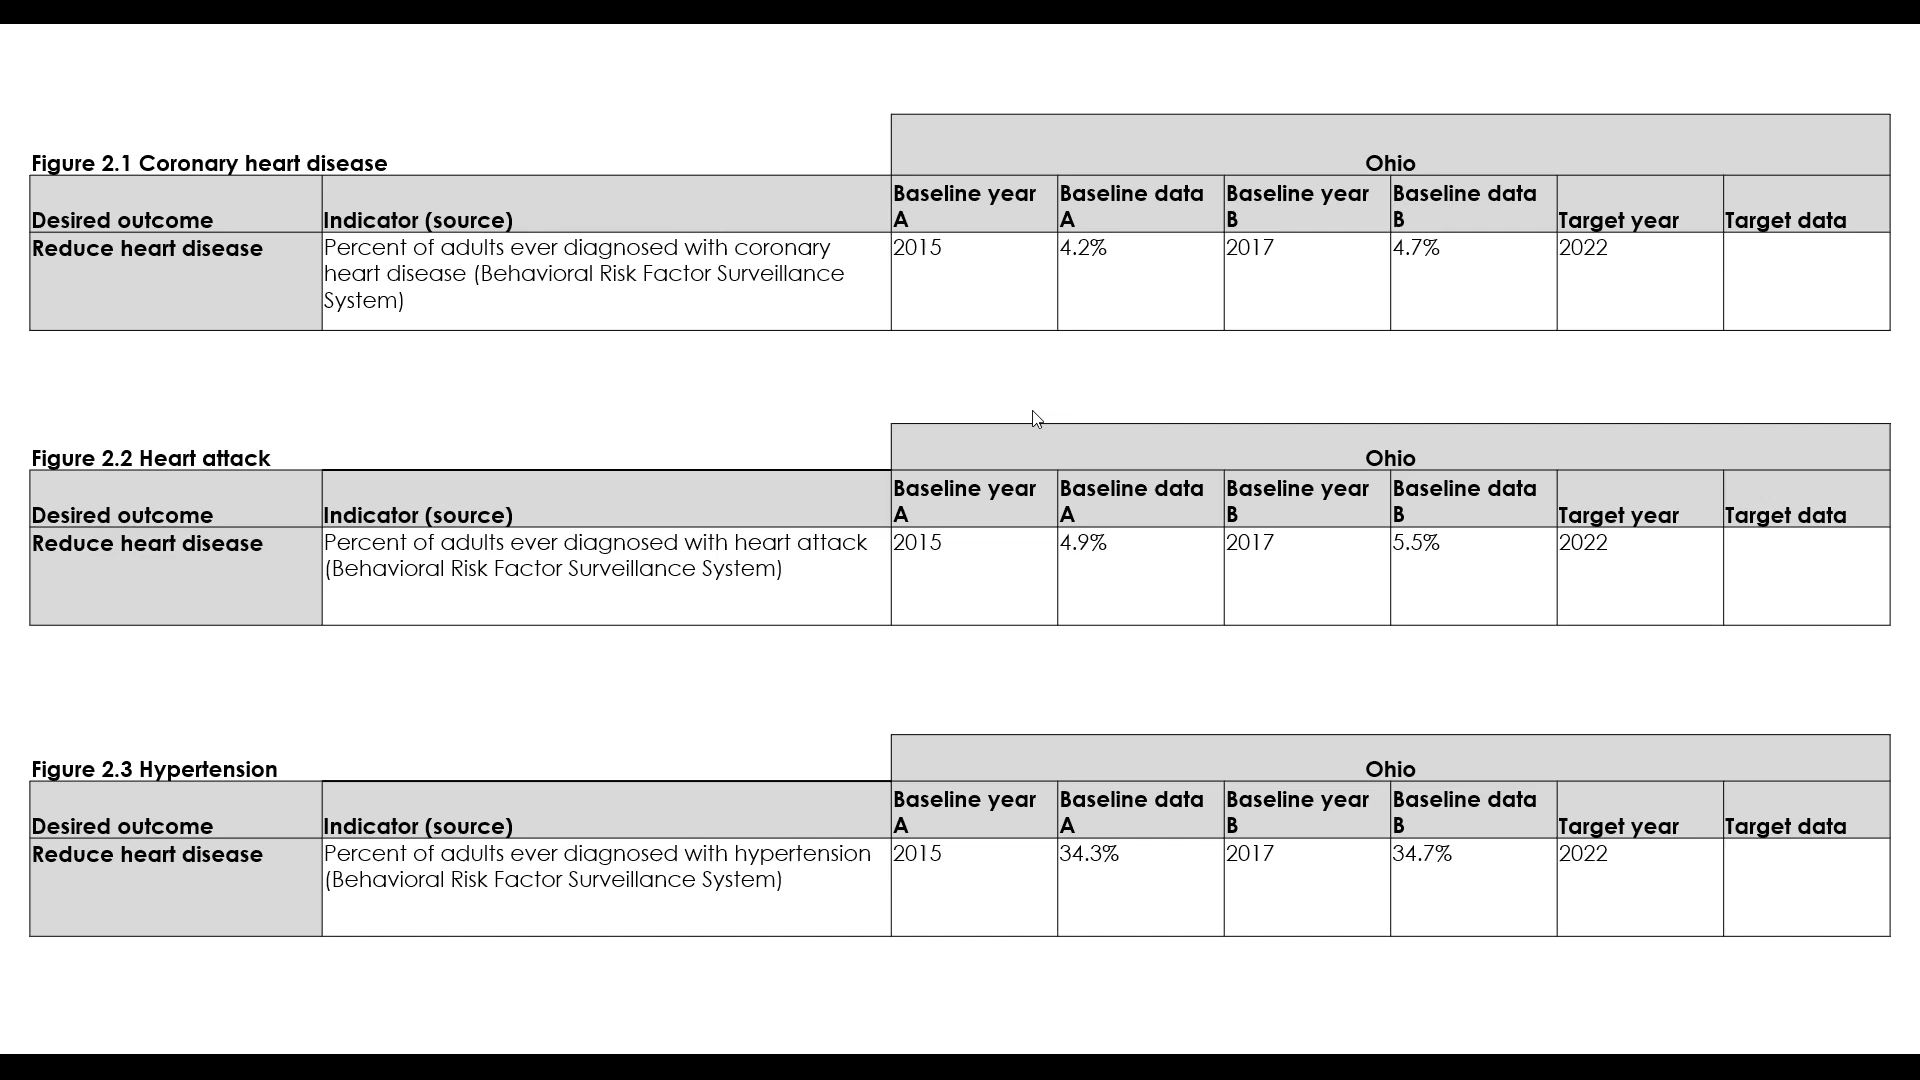 Ohio
Figure 2.1 Coronary heart disease
Desired outcome Indicator (source) Baseline year A Baseline data A Baseline year B Baseline data B Target year Target data
Reduce heart disease Percent of adults ever diagnosed with coronary 2015 4.2% 2017 4.7% 2022
heart disease (Behavioral Risk Factor Surveillance
System)
Figure 2.2 Heart attack Ohio
Desired outcome Indicator (source) Baseline year A Baseline data A Baseline year B Baseline data B Target year Target data
Reduce heart disease Percent of adults ever diagnosed with heart attack 2015 4.9% 2017 5.5% 2022
(Behavioral Risk Factor Surveillance System)
Figure 2.3 Hypertension Ohio
Desired outcome Indicator (source) Baseline year A Baseline data A Baseline year B Baseline data B Target year Target data
Reduce heart disease Percent of adults ever diagnosed with hypertension 2015 34.3% 2017 34.7% 2022
(Behavioral Risk Factor Surveillance System)